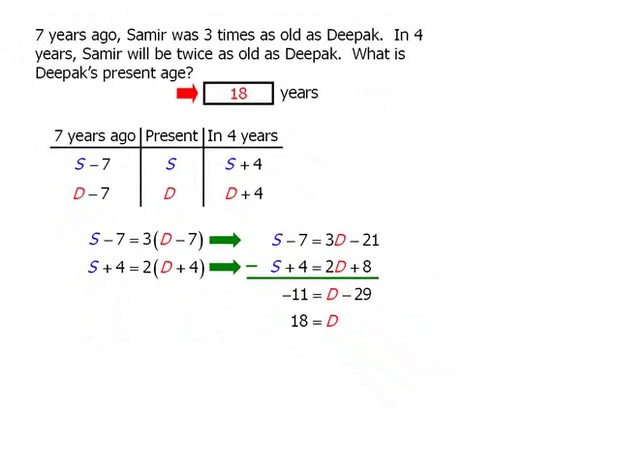 7 years ago, Samir was 3 times as old as Deepak.  In 4
years, Samir will be twice as old as Deepak.  What is
Deepak's present age?
18 years
7 years ago Present In 4 years
S – 7 S S + 4
D – 7 D D + 4
S – 7 = 3(D – 7) S – 7 = 3D – 21
S + 4 = 2(D + 4) – S + 4 = 2D + 8
–11 = D – 29
18 = D